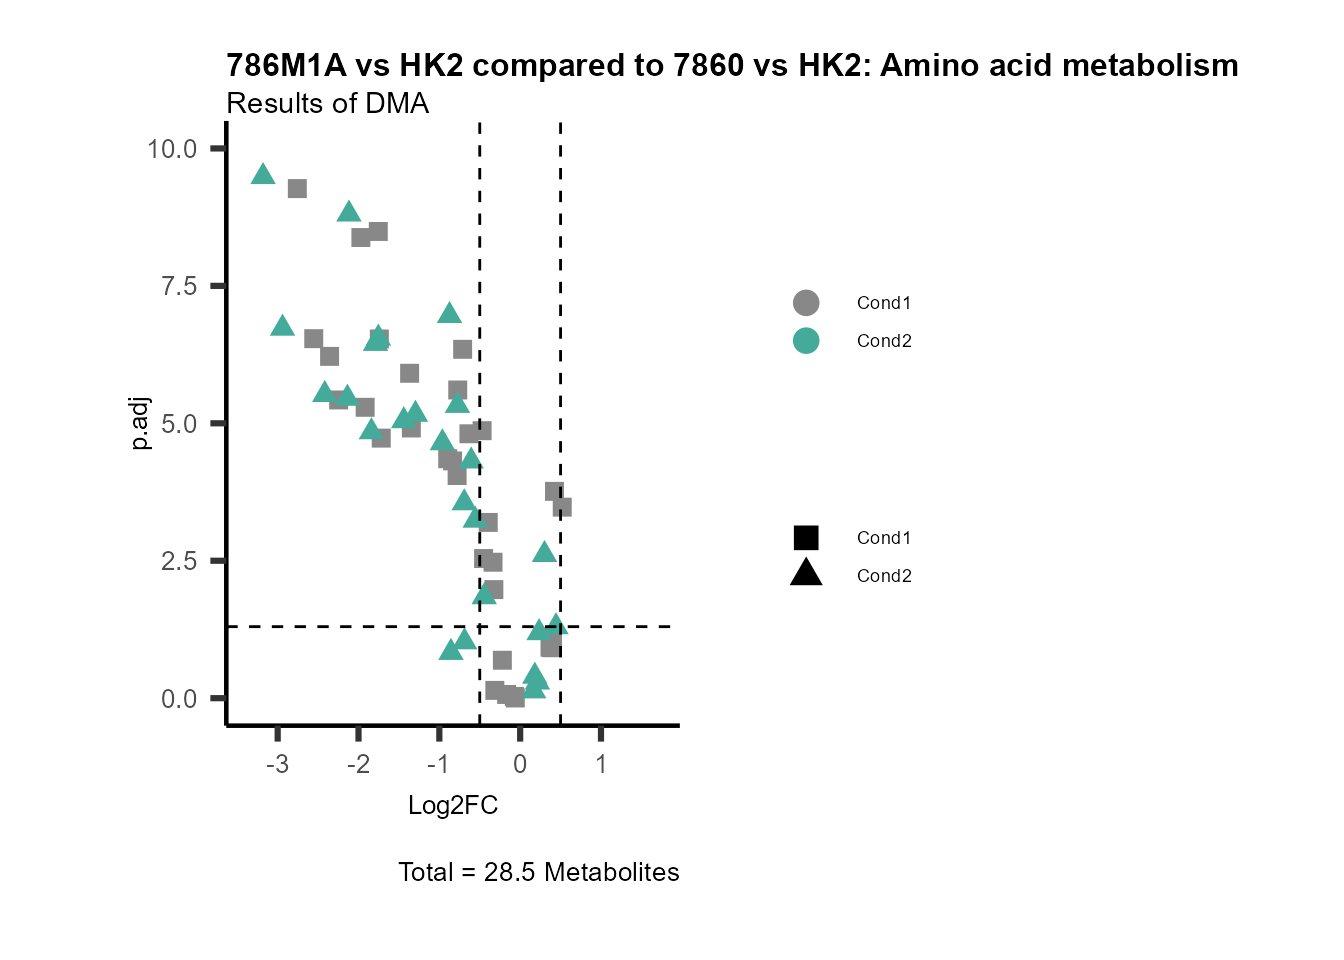 786M1A vs HK2 compared to 7860 vs HK2: Amino acid metabolism
Results of DMA
10.0
7.5
5.0
2.5
0.0
p.adj
-3
-2
-1
0
1
Log2FC
Total = 28.5 Metabolites
Cond1
Cond2
Cond1
Cond2